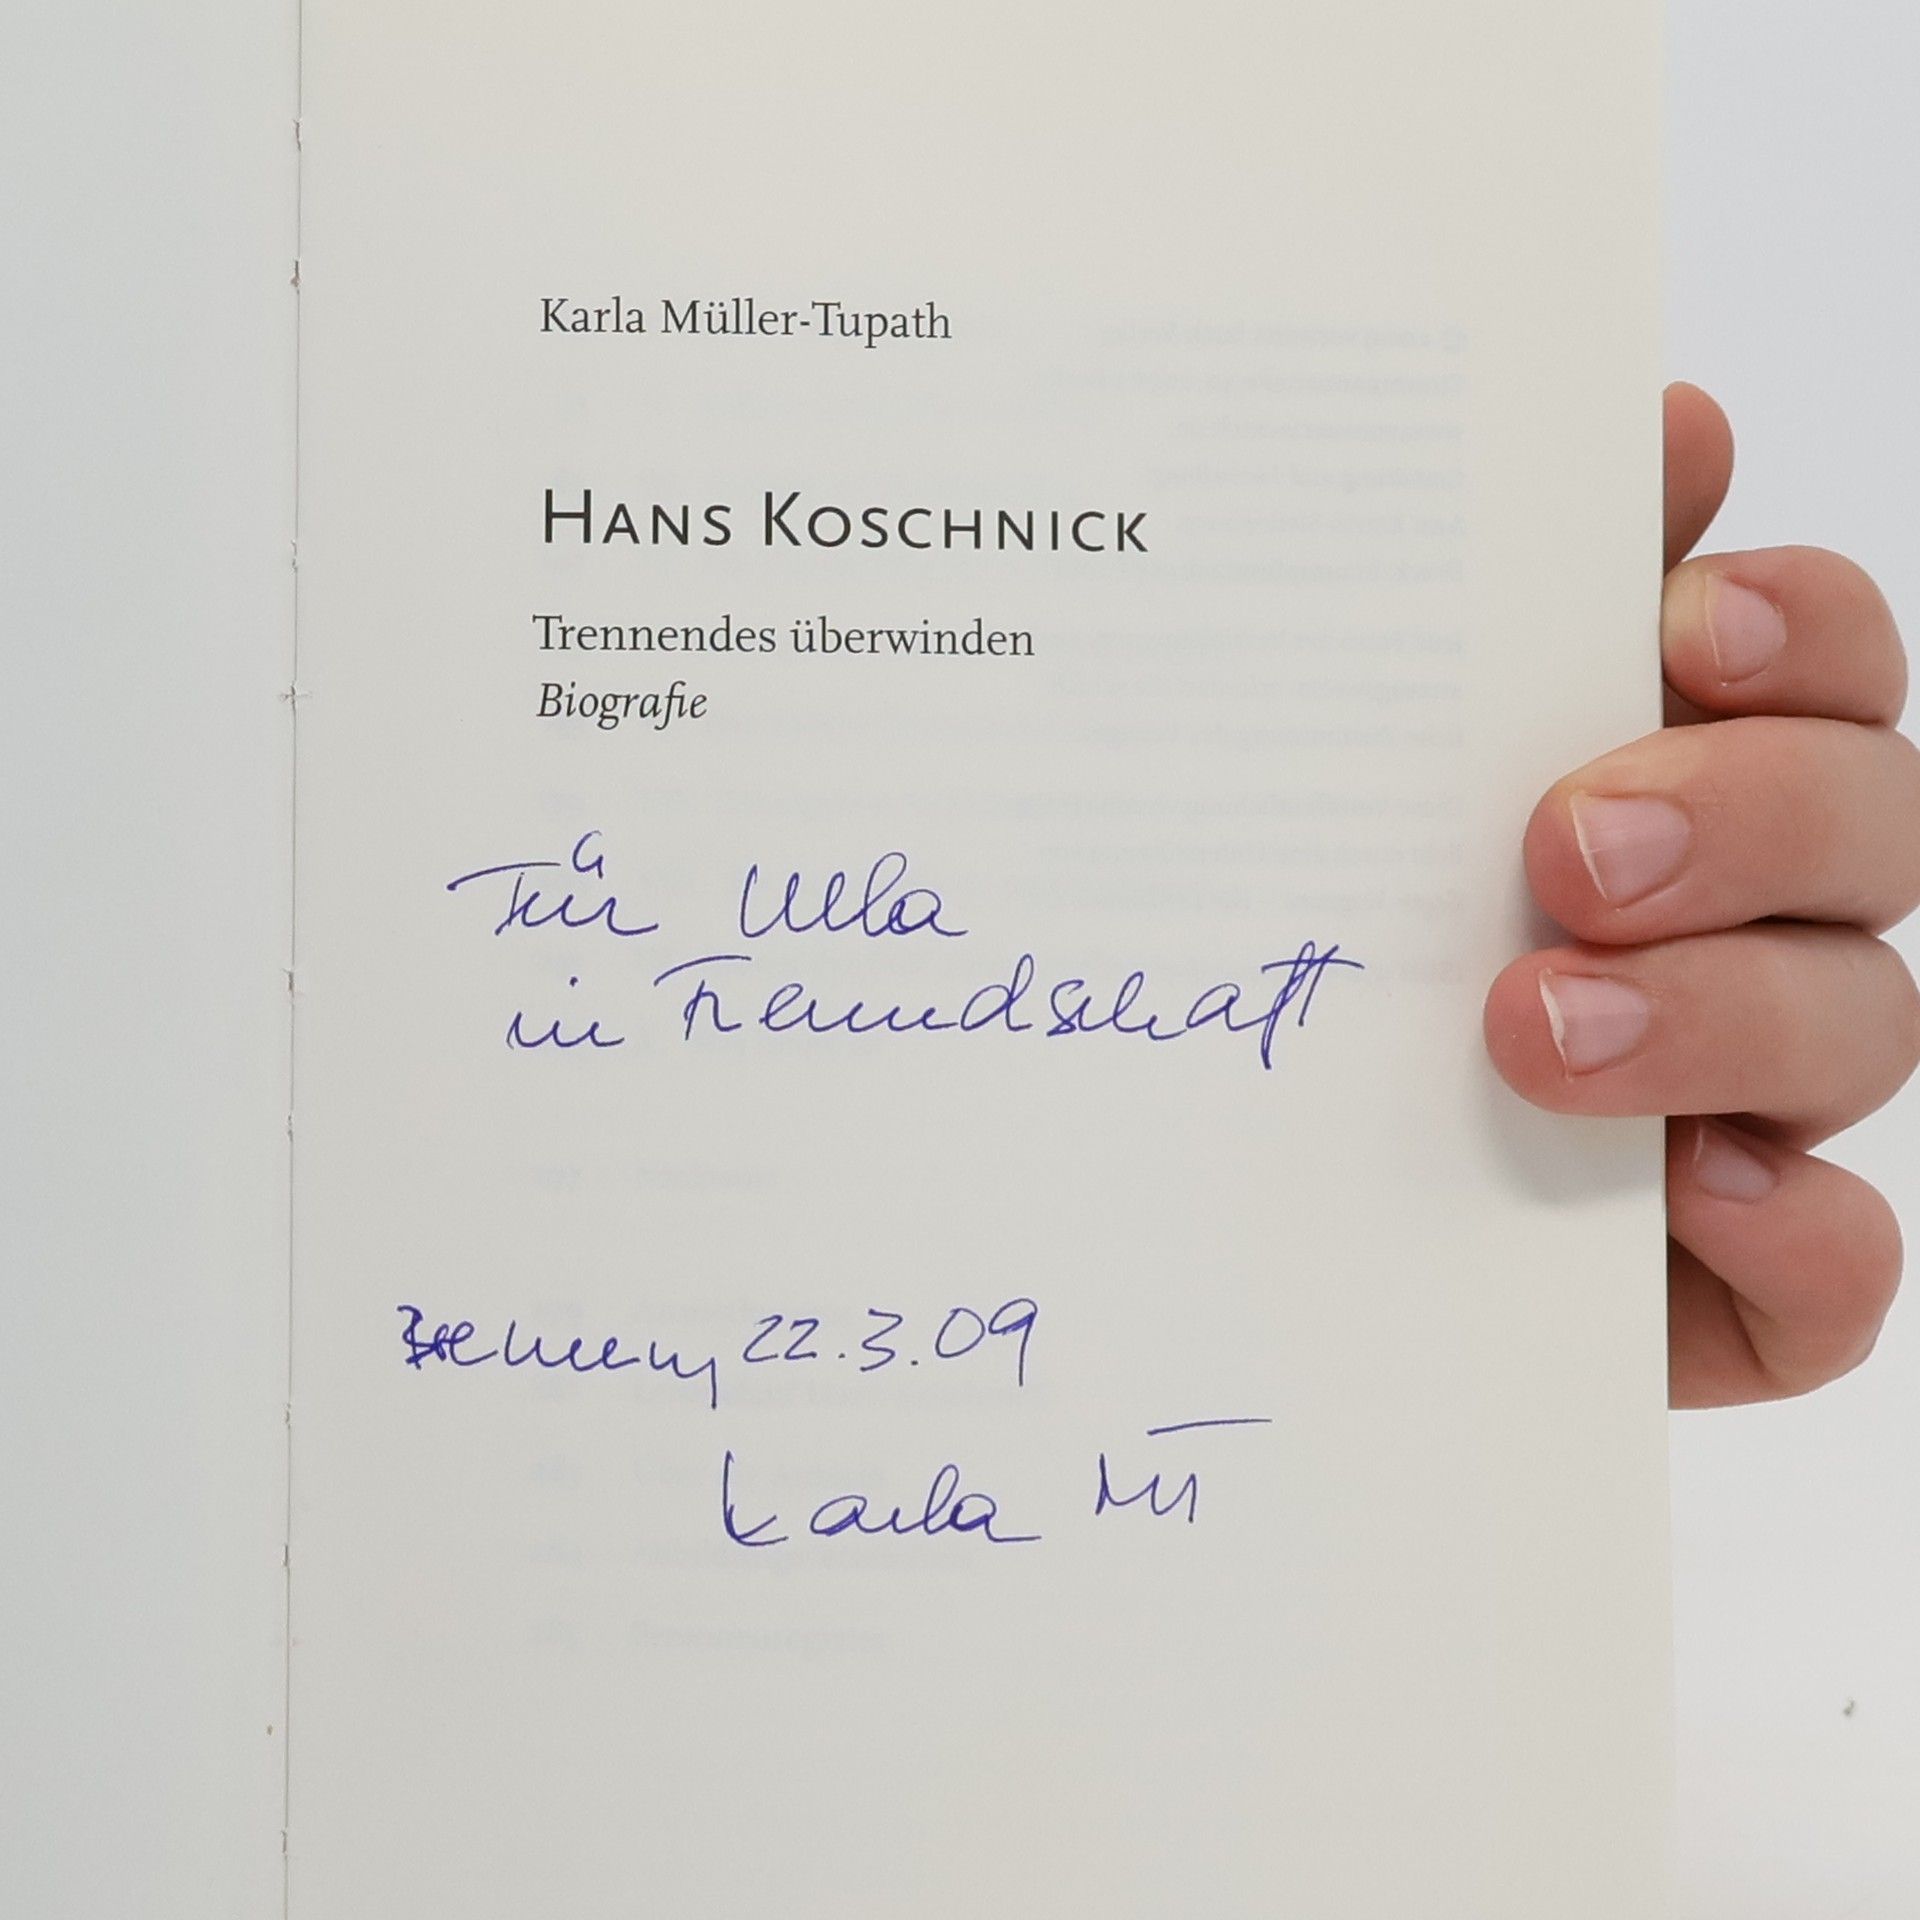 Karla Müller-Tupath
HANS KOSCHNICK
Trennendes überwinden
Biografie
Für Ulla
in Freundschaft
Bremen, 22.3.09
Karla MT